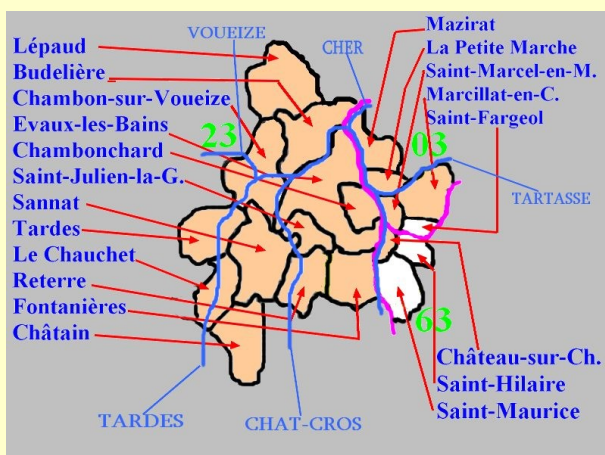 Lépaud
Budelière
Chambon-sur-Voueize
Evaux-les-Bains
Chambonchard
Saint-Julien-la-G.
Sannat
Tardes
Le Chauchet
Reterre
Fontanières
Châtain
VOUEIZE
CHER
23
03
63
Mazirat
La Petite Marche
Saint-Marcel-en-M.
Marcillat-en-C.
Saint-Fargeol
TARTASSE
Château-sur-Ch.
Saint-Hilaire
Saint-Maurice
TARDES
CHAT-CROS